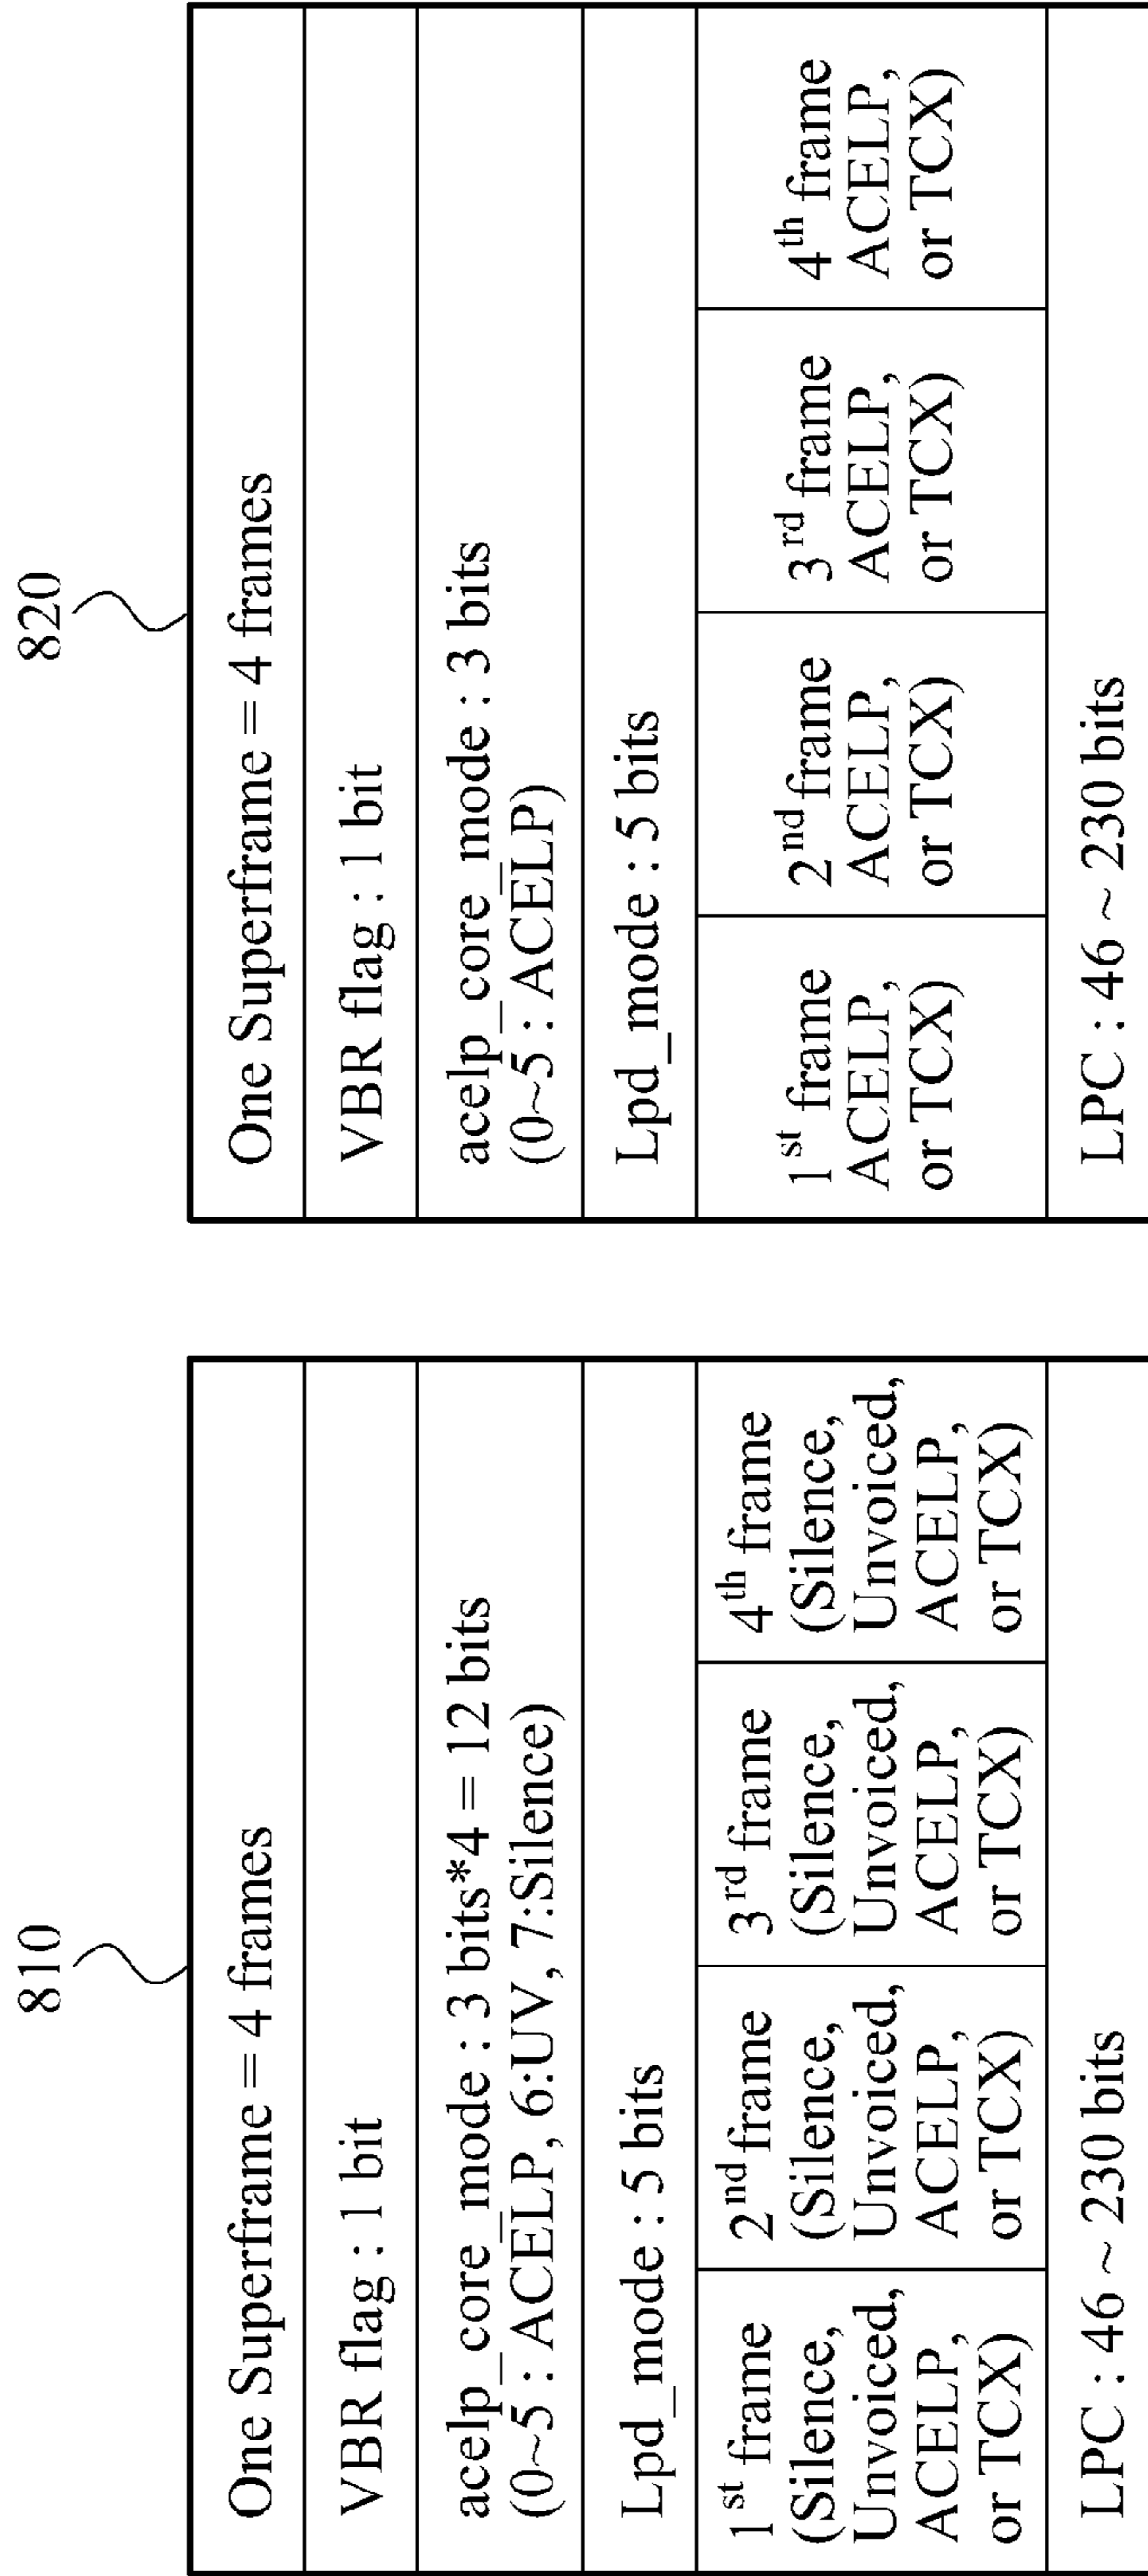 810
One Superframe = 4 frames
VBR flag : 1 bit
acelp_core_mode : 3 bits*4 = 12 bits
(0~5 : ACELP, 6:UV, 7:Silence)
Lpd_mode : 5 bits
1st frame
(Silence,
Unvoiced,
ACELP,
or TCX)
2nd frame
(Silence,
Unvoiced,
ACELP,
or TCX)
3rd frame
(Silence,
Unvoiced,
ACELP,
or TCX)
4th frame
(Silence,
Unvoiced,
ACELP,
or TCX)
LPC : 46 ~ 230 bits
820
One Superframe = 4 frames
VBR flag : 1 bit
acelp_core_mode : 3 bits
(0~5 : ACELP)
Lpd_mode : 5 bits
1st frame
ACELP,
or TCX)
2nd frame
ACELP,
or TCX)
3rd frame
ACELP,
or TCX)
4th frame
ACELP,
or TCX)
LPC : 46 ~ 230 bits